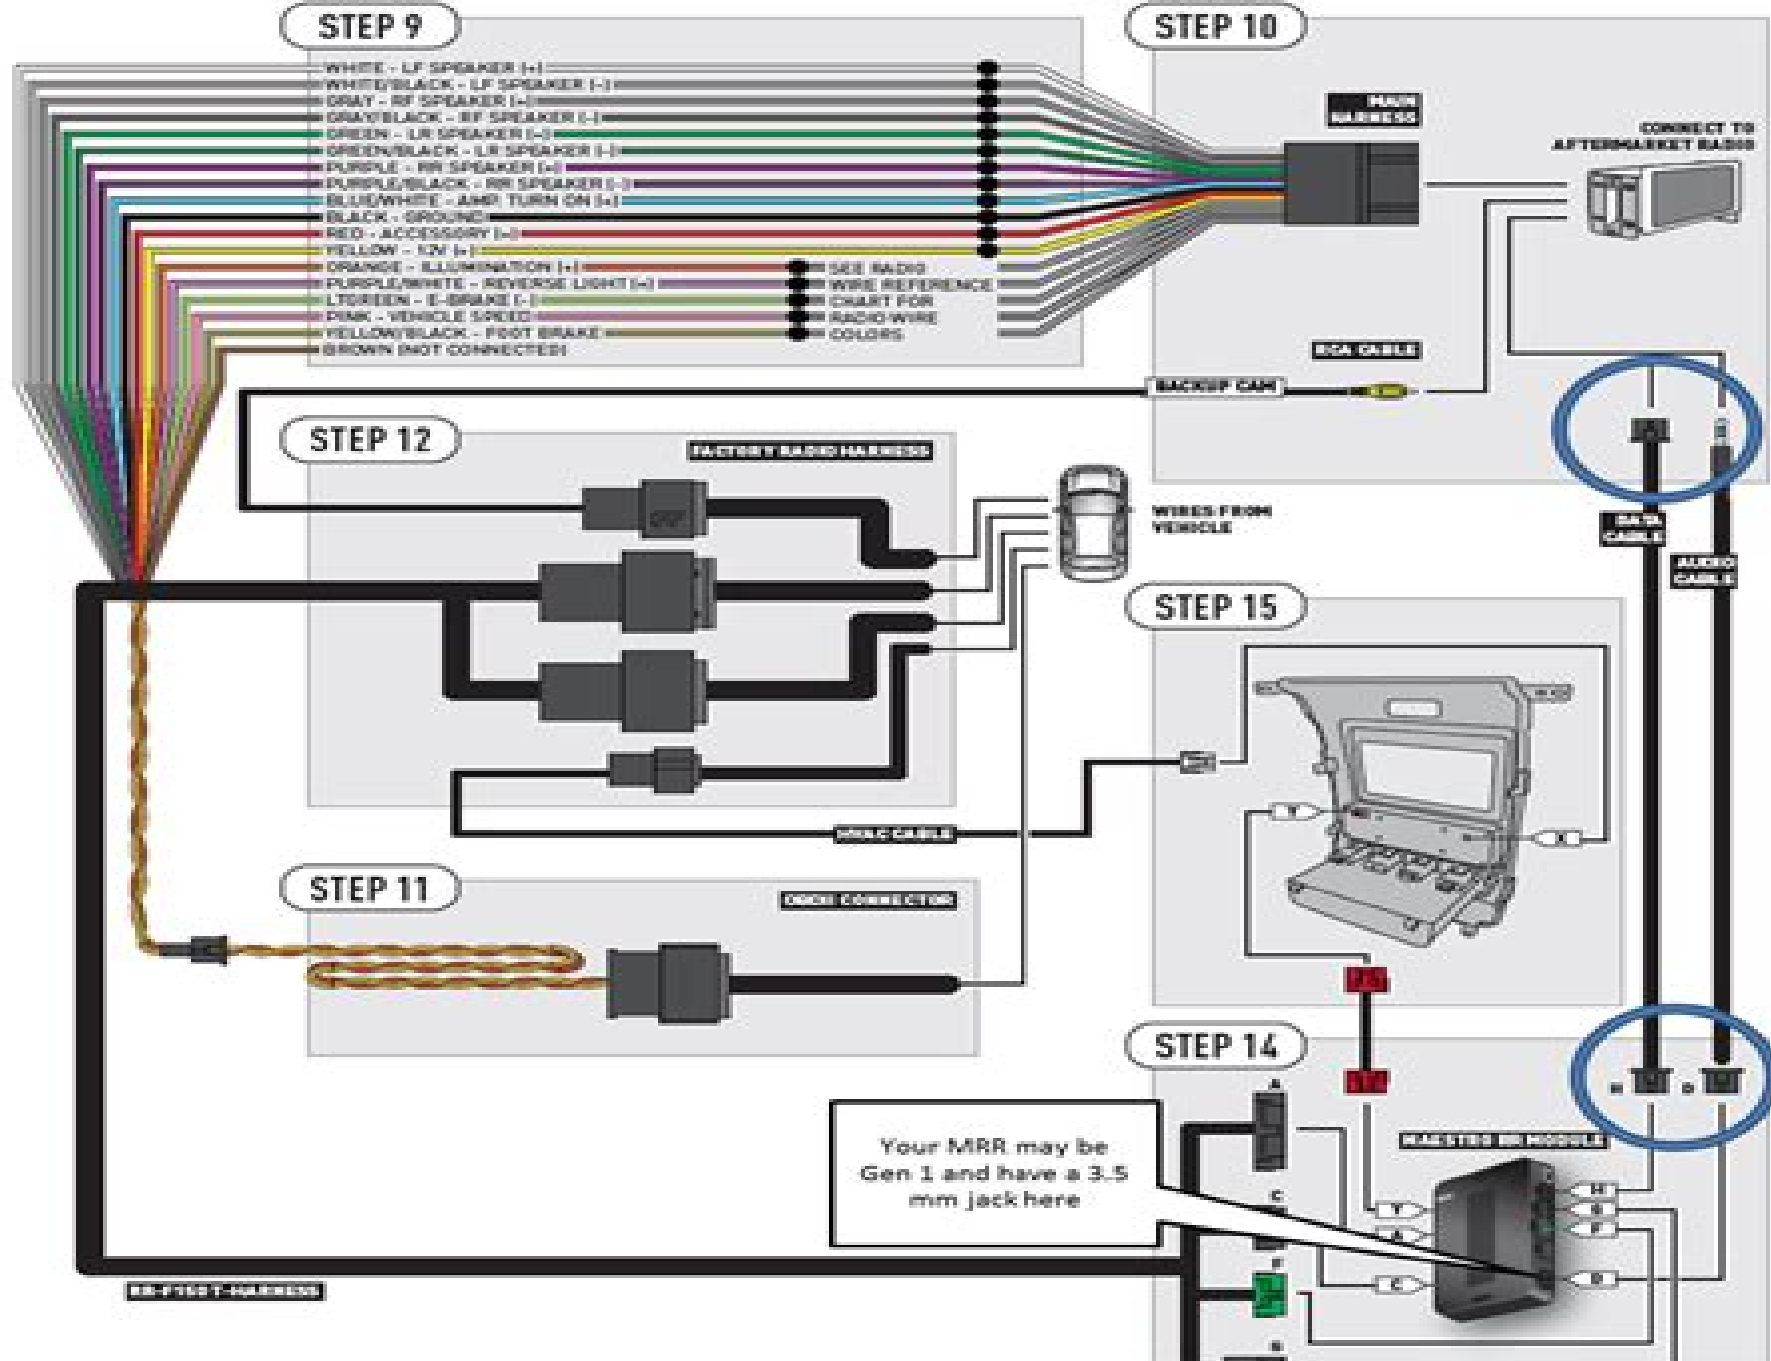 STEP 9
WHITE - LF SPEAKER (+)
WHITE/BLACK - LF SPEAKER (-)
GRAY - RF SPEAKER (+)
GRAY/BLACK - RF SPEAKER (-)
GREEN - LR SPEAKER (+)
GREEN/BLACK - LR SPEAKER (-)
PURPLE - RR SPEAKER (+)
PURPLE/BLACK - RR SPEAKER (-)
BLUE/WHITE - AMP. TURN ON (+)
BLACK - GROUND
RED - ACCESSORY (+)
YELLOW - 12V (+)
ORANGE - ILLUMINATION (+)
PURPLE/WHITE - REVERSE LIGHT (+)
LTGREEN - E-BRAKE (-)
PINK - VEHICLE SPEED
YELLOW/BLACK - FOOT BRAKE
BROWN (NOT CONNECTED)
SEE RADIO
WIRE REFERENCE
CHART FOR
RADIO WIRE
COLORS
STEP 10
MAIN
HARNESS
CONNECT TO
AFTERMARKET RADIO
RCA CABLE
BACKUP CAM
STEP 12
FACTORY RADIO HARNESS
WIRES FROM
VEHICLE
DATA
CABLE
AUDIO
CABLE
STEP 15
Y
X
HVAC CABLE
STEP 11
OBDII CONNECTOR
STEP 14
H
D
A
MAESTRO RR MODULE
Your MRR may be
Gen 1 and have a 3.5
mm jack here
C
F
Y
A
C
H
G
F
D
RR-F150 T-HARNESS